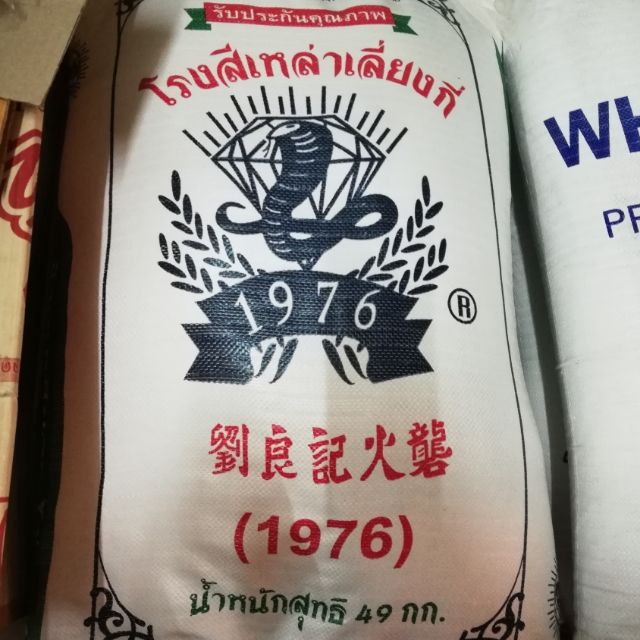 รับประกันคุณภาพ
โรงสีเหล่าเลี่ยงกี่
1976
®
劉良記火礱
(1976)
น้ำหนักสุทธิ 49 กก.
WH
PR